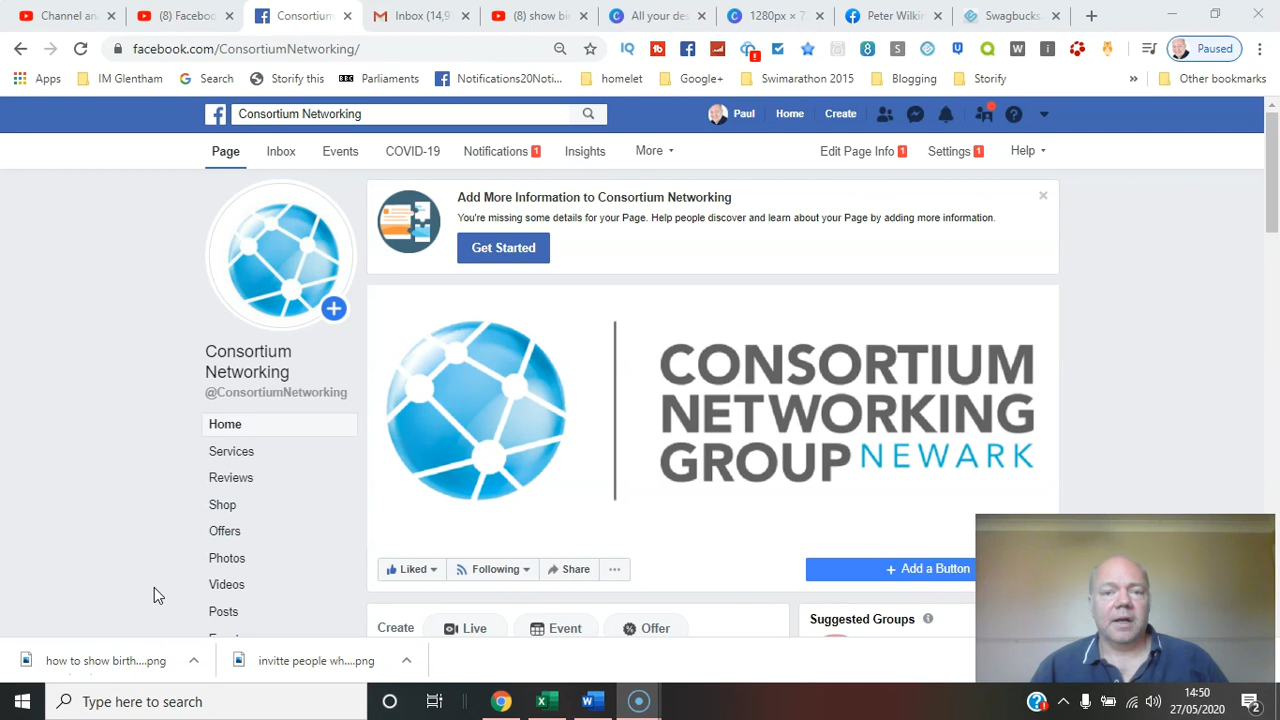 Channel an
(8) Facebo
Consortium
Inbox (14,9
(8) show bi
All your des
1280px × 7
Peter Wilkin
Swagbucks
facebook.com/ConsortiumNetworking/
Paused
Apps
IM Glentham
Search
Storify this
Parliaments
Notifications20Noti...
homelet
Google+
Swimarathon 2015
Blogging
Storify
»
Other bookmarks
Consortium Networking
Paul
Home
Create
Page
Inbox
Events
COVID-19
Notifications 1
Insights
More
Edit Page Info 1
Settings 1
Help
Add More Information to Consortium Networking
You're missing some details for your Page. Help people discover and learn about your Page by adding more information.
Get Started
Consortium
Networking
@ConsortiumNetworking
Home
Services
Reviews
Shop
Offers
Photos
Videos
Posts
CONSORTIUM
NETWORKING
GROUP NEWARK
Liked
Following
Share
...
+ Add a Button
Create
Live
Event
Offer
Suggested Groups
how to show birth....png
invitte people wh....png
Type here to search
14:50
27/05/2020
2